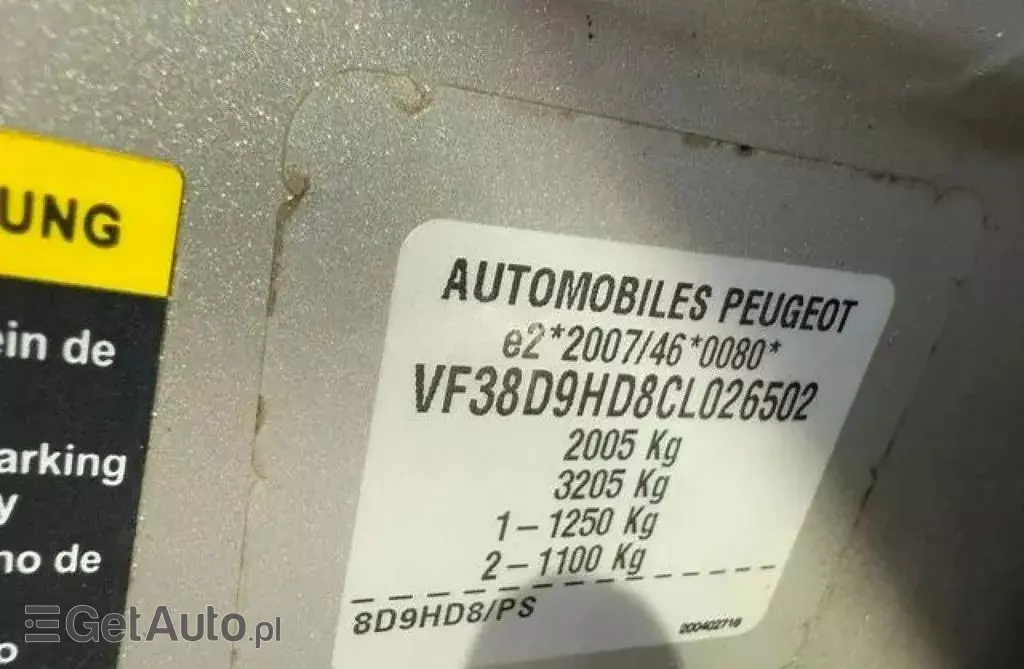 UNG
ein de
arking
y
no de
o
AUTOMOBILES PEUGEOT
e2*2007/46*0080*
VF38D9HD8CL026502
2005 Kg
3205 Kg
1-1250 Kg
2-1100 Kg
8D9HD8/PS
200402716
GetAuto.pl